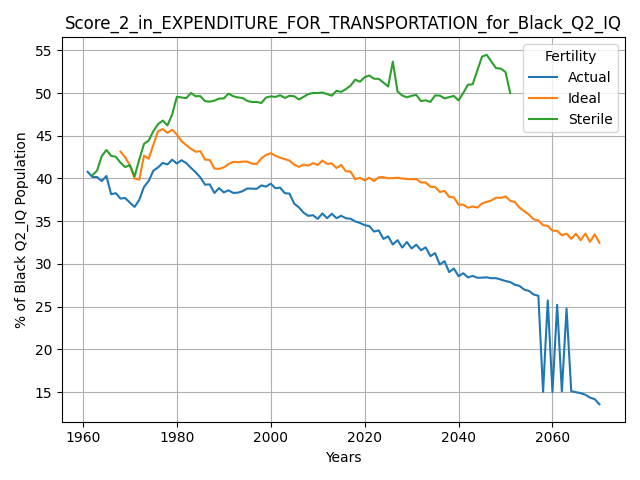 Score_2_in_EXPENDITURE_FOR_TRANSPORTATION_for_Black_Q2_IQ
Fertility
Actual
Ideal
Sterile
% of Black Q2_IQ Population
55
50
45
40
35
30
25
20
15
1960
1980
2000
2020
2040
2060
Years